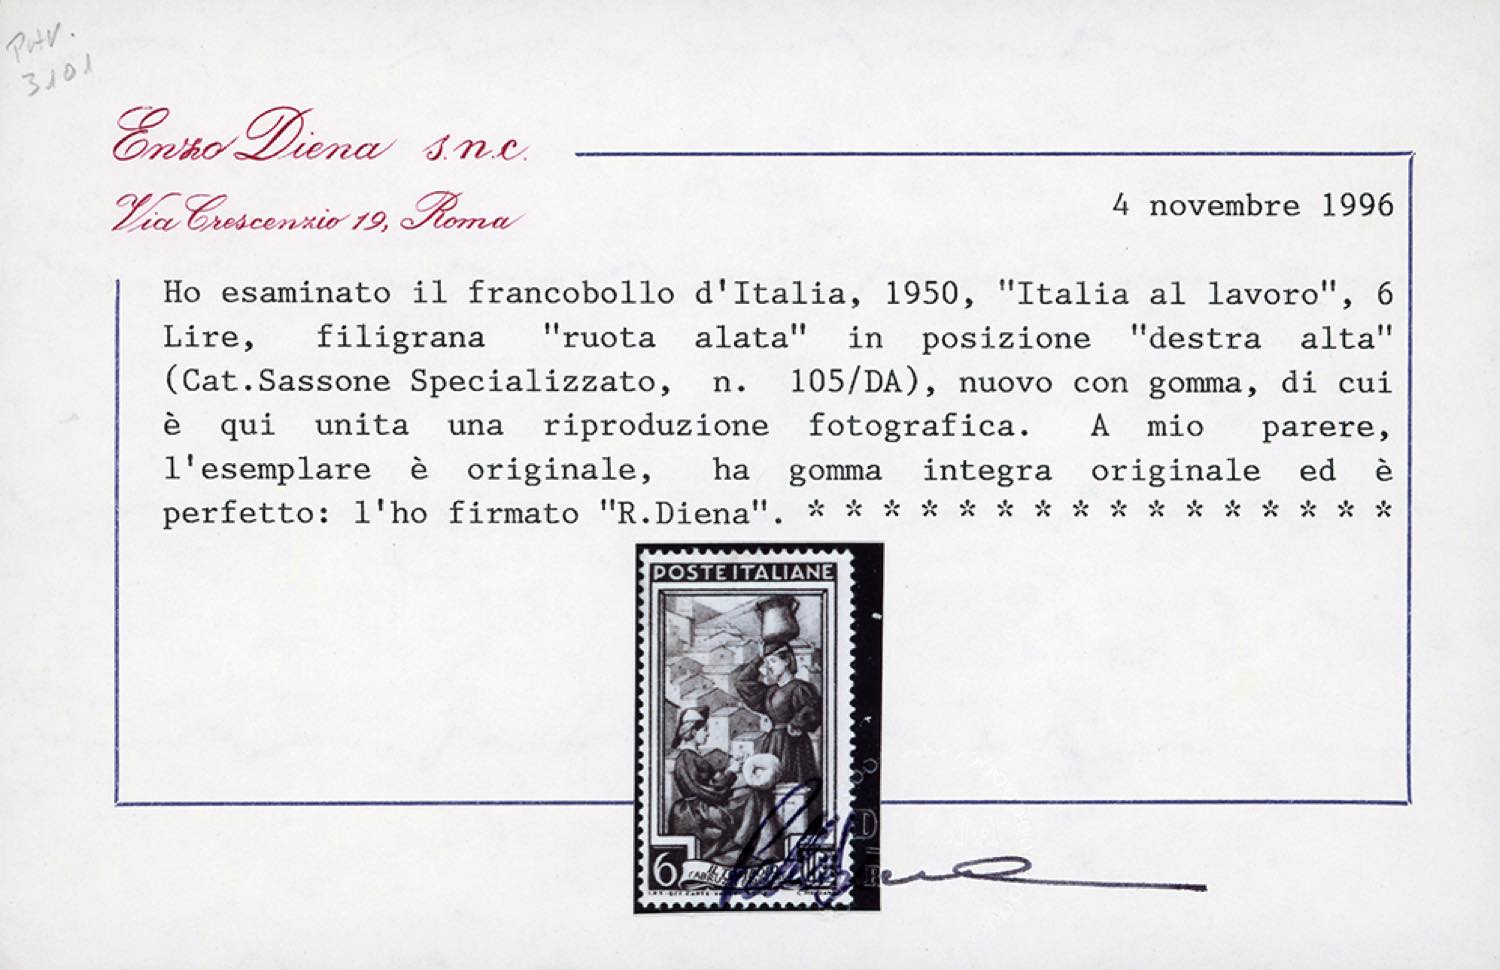 3101
Enzo Diena s.n.c.
Via Crescenzio 19, Roma
4 novembre 1996
Ho esaminato il francobollo d'Italia, 1950, "Italia al lavoro", 6
Lire, filigrana "ruota alata" in posizione "destra alta"
(Cat.Sassone Specializzato, n. 105/DA), nuovo con gomma, di cui
è qui unita una riproduzione fotografica. A mio parere,
l'esemplare è originale, ha gomma integra originale ed è
perfetto: l'ho firmato "R.Diena". * * * * * * * * * * * * * * * *
POSTE ITALIANE
6